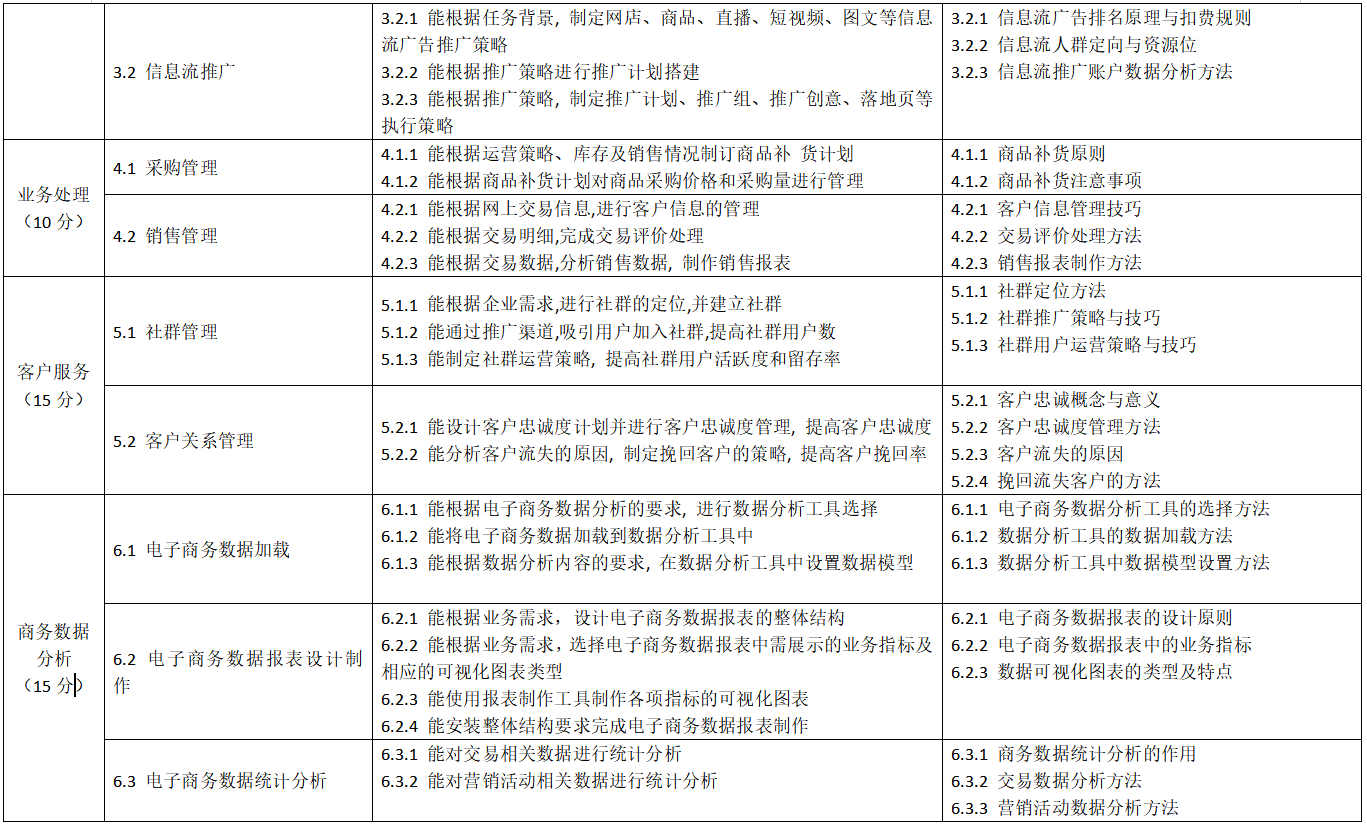 3.2 信息流推广
3.2.1 能根据任务背景, 制定网店、商品、直播、短视频、图文等信息
流广告推广策略
3.2.2 能根据推广策略进行推广计划搭建
3.2.3 能根据推广策略, 制定推广计划、推广组、推广创意、落地页等
执行策略
3.2.1 信息流广告排名原理与扣费规则
3.2.2 信息流人群定向与资源位
3.2.3 信息流推广账户数据分析方法
业务处理
（10 分）
4.1 采购管理
4.1.1 能根据运营策略、库存及销售情况制订商品补 货计划
4.1.2 能根据商品补货计划对商品采购价格和采购量进行管理
4.1.1 商品补货原则
4.1.2 商品补货注意事项
4.2 销售管理
4.2.1 能根据网上交易信息,进行客户信息的管理
4.2.2 能根据交易明细,完成交易评价处理
4.2.3 能根据交易数据,分析销售数据, 制作销售报表
4.2.1 客户信息管理技巧
4.2.2 交易评价处理方法
4.2.3 销售报表制作方法
客户服务
（15 分）
5.1 社群管理
5.1.1 能根据企业需求,进行社群的定位,并建立社群
5.1.2 能通过推广渠道,吸引用户加入社群,提高社群用户数
5.1.3 能制定社群运营策略, 提高社群用户活跃度和留存率
5.1.1 社群定位方法
5.1.2 社群推广策略与技巧
5.1.3 社群用户运营策略与技巧
5.2 客户关系管理
5.2.1 能设计客户忠诚度计划并进行客户忠诚度管理, 提高客户忠诚度
5.2.2 能分析客户流失的原因, 制定挽回客户的策略, 提高客户挽回率
5.2.1 客户忠诚概念与意义
5.2.2 客户忠诚度管理方法
5.2.3 客户流失的原因
5.2.4 挽回流失客户的方法
商务数据
分析
（15 分）
6.1 电子商务数据加载
6.1.1 能根据电子商务数据分析的要求, 进行数据分析工具选择
6.1.2 能将电子商务数据加载到数据分析工具中
6.1.3 能根据数据分析内容的要求, 在数据分析工具中设置数据模型
6.1.1 电子商务数据分析工具的选择方法
6.1.2 数据分析工具的数据加载方法
6.1.3 数据分析工具中数据模型设置方法
6.2 电子商务数据报表设计制
作
6.2.1 能根据业务需求，设计电子商务数据报表的整体结构
6.2.2 能根据业务需求，选择电子商务数据报表中需展示的业务指标及
相应的可视化图表类型
6.2.3 能使用报表制作工具制作各项指标的可视化图表
6.2.4 能安装整体结构要求完成电子商务数据报表制作
6.2.1 电子商务数据报表的设计原则
6.2.2 电子商务数据报表中的业务指标
6.2.3 数据可视化图表的类型及特点
6.3 电子商务数据统计分析
6.3.1 能对交易相关数据进行统计分析
6.3.2 能对营销活动相关数据进行统计分析
6.3.1 商务数据统计分析的作用
6.3.2 交易数据分析方法
6.3.3 营销活动数据分析方法